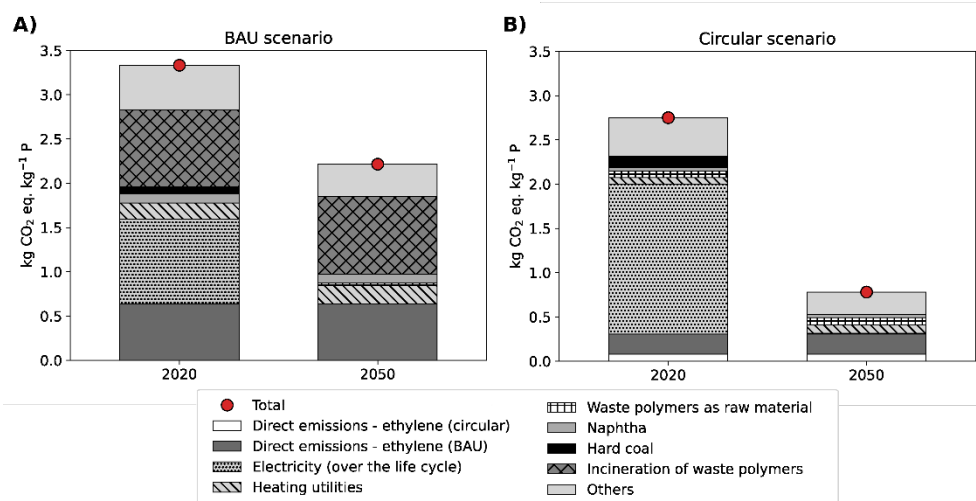 A)
BAU scenario
3.5
3.0
2.5
2.0
1.5
1.0
0.5
0.0
kg CO₂ eq. kg⁻¹ P
2020 2050
B)
Circular scenario
3.5
3.0
2.5
2.0
1.5
1.0
0.5
0.0
kg CO₂ eq. kg⁻¹ P
2020 2050
Total
Direct emissions - ethylene (circular)
Direct emissions - ethylene (BAU)
Electricity (over the life cycle)
Heating utilities
Waste polymers as raw material
Naphtha
Hard coal
Incineration of waste polymers
Others